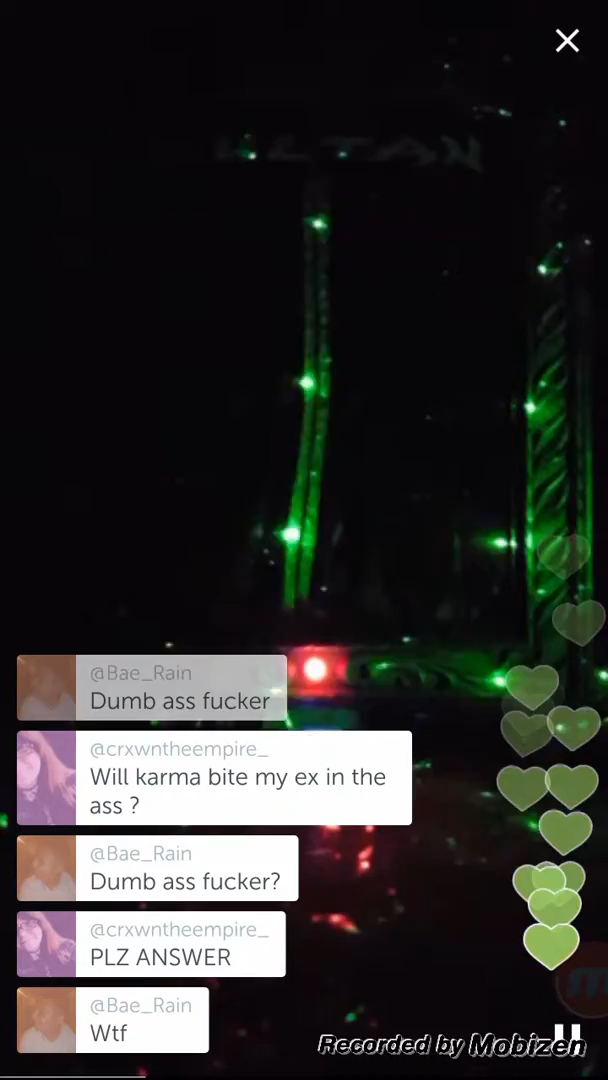 @Bae_Rain
Dumb ass fucker
@crxwntheempire_
Will karma bite my ex in the
ass ?
@Bae_Rain
Dumb ass fucker?
@crxwntheempire_
PLZ ANSWER
@Bae_Rain
Wtf
Recorded by Mobizen